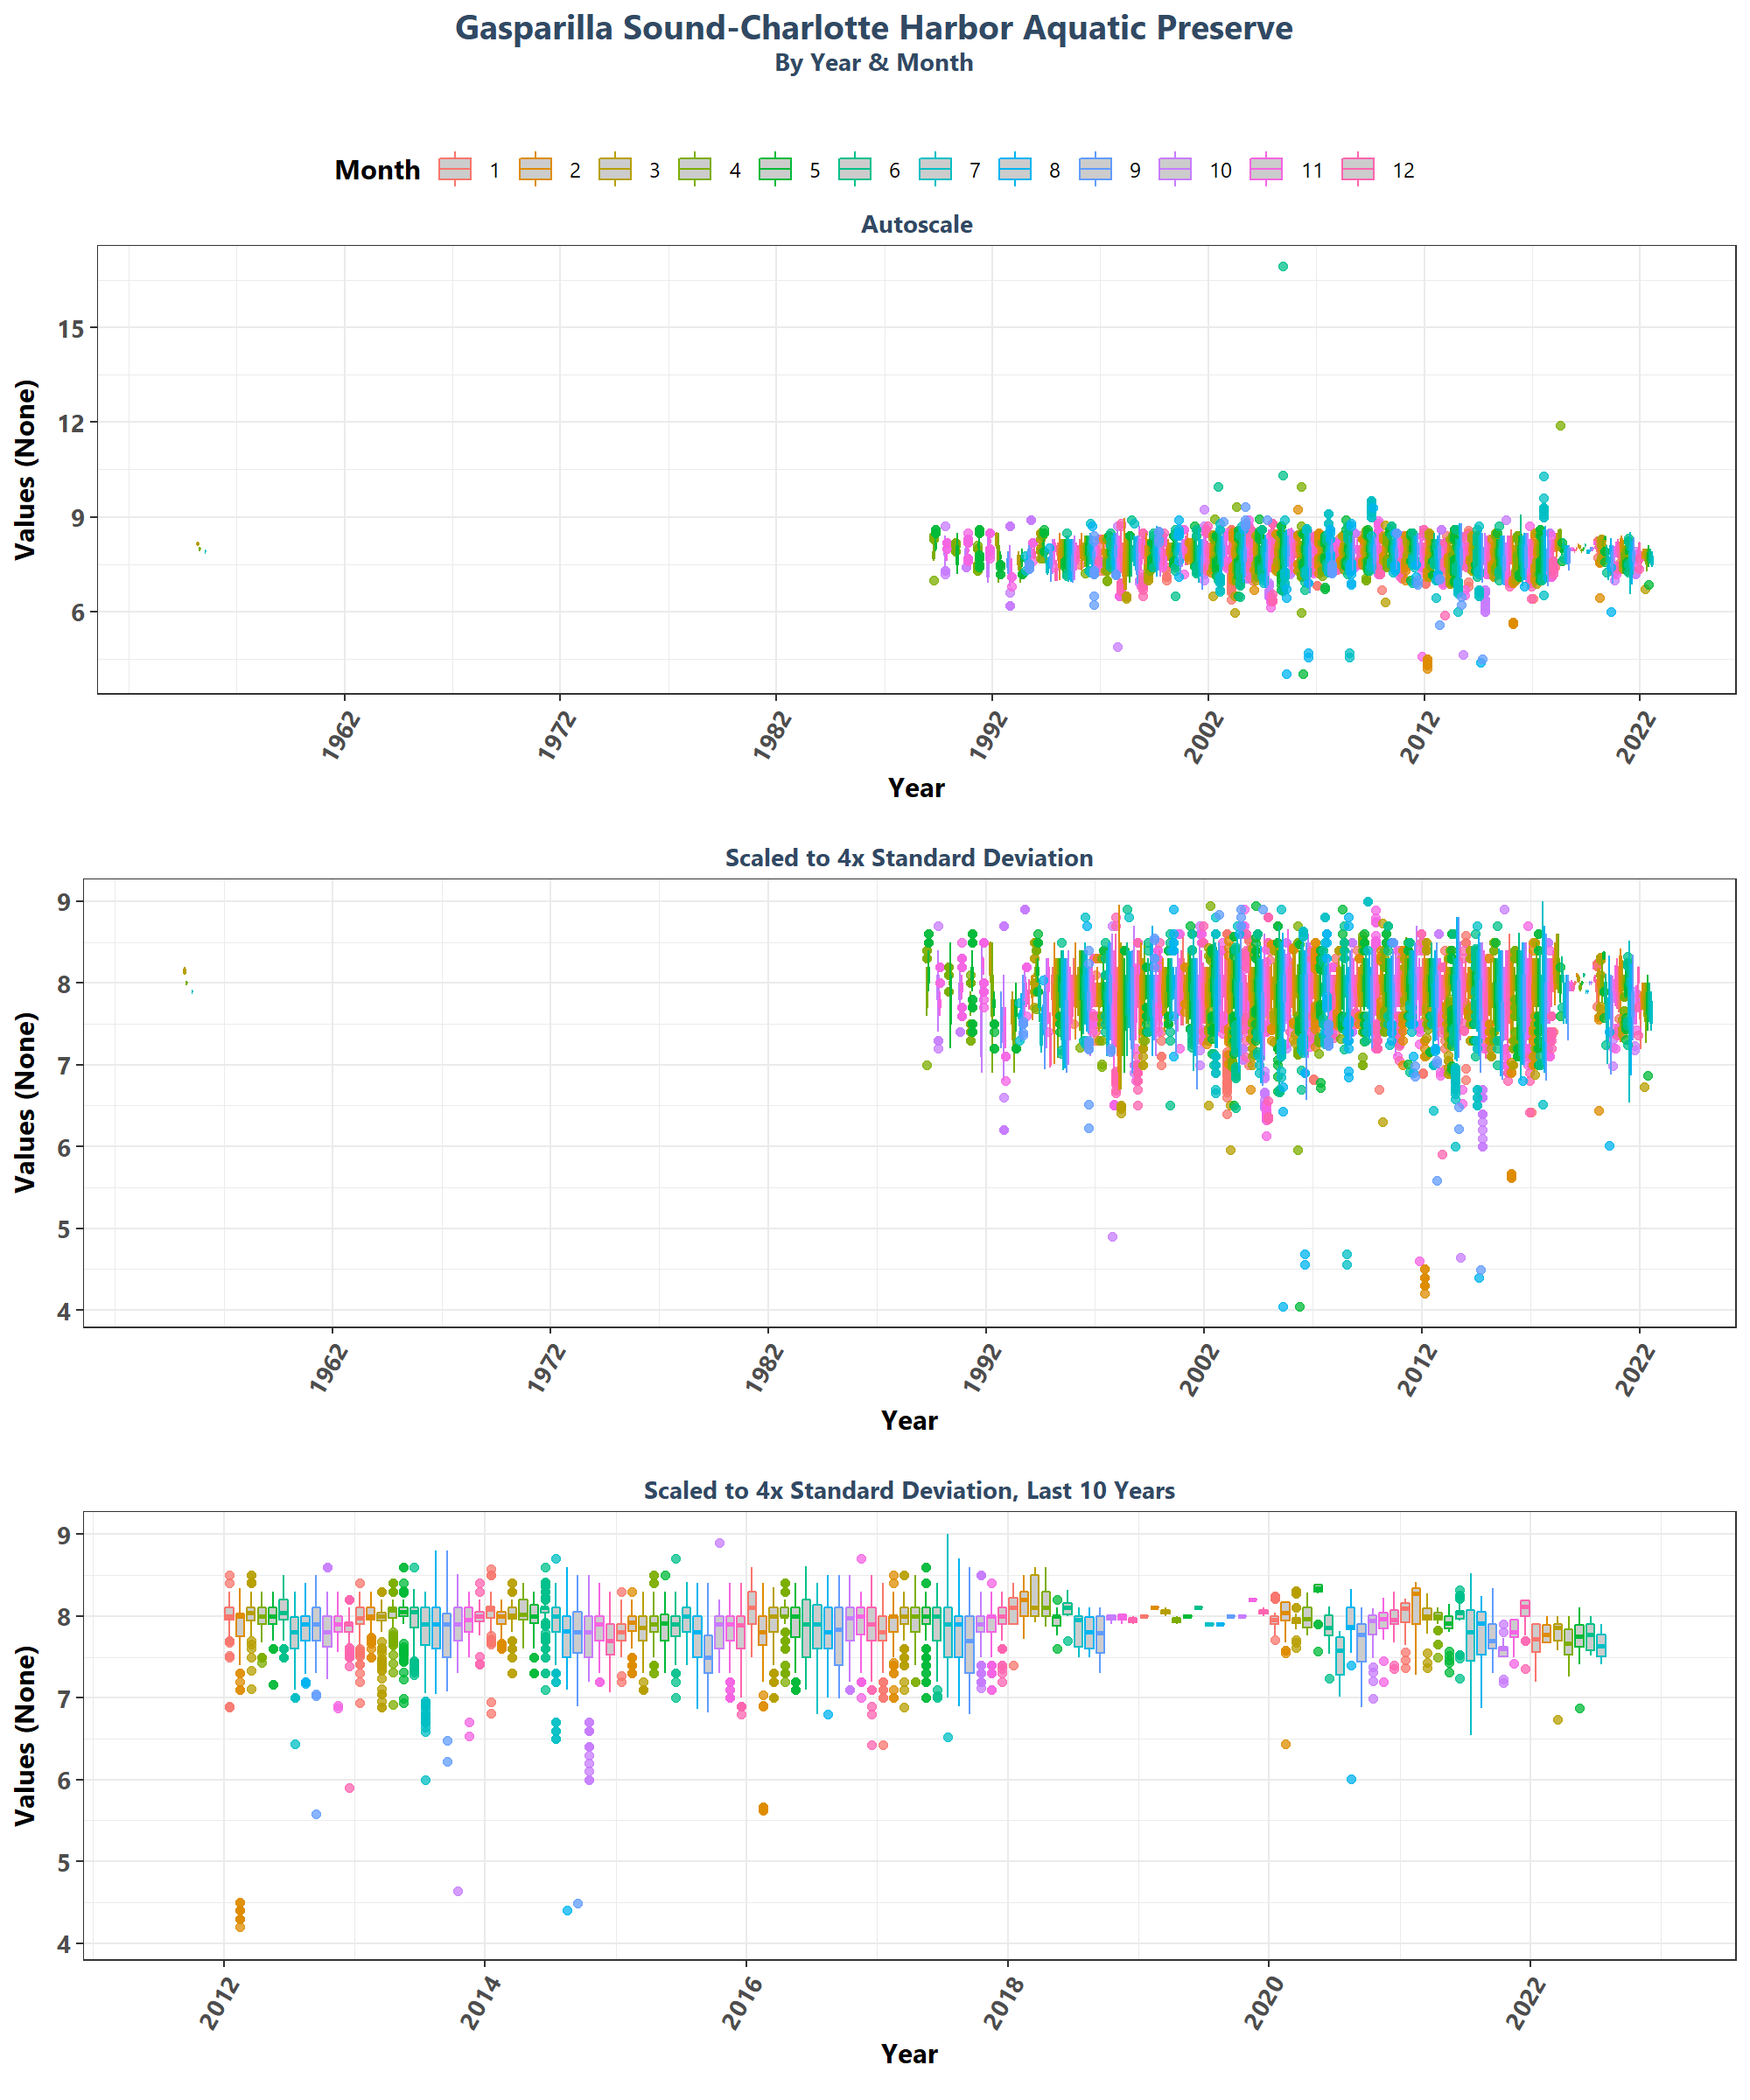 Gasparilla Sound-Charlotte Harbor Aquatic Preserve
By Year & Month
Month 1 2 3 4 5 6 7 8 9 10 11 12
Autoscale
Values (None)
15
12
9
6
1962 1972 1982 1992 2002 2012 2022
Year
Scaled to 4x Standard Deviation
Values (None)
9
8
7
6
5
4
1962 1972 1982 1992 2002 2012 2022
Year
Scaled to 4x Standard Deviation, Last 10 Years
Values (None)
9
8
7
6
5
4
2012 2014 2016 2018 2020 2022
Year